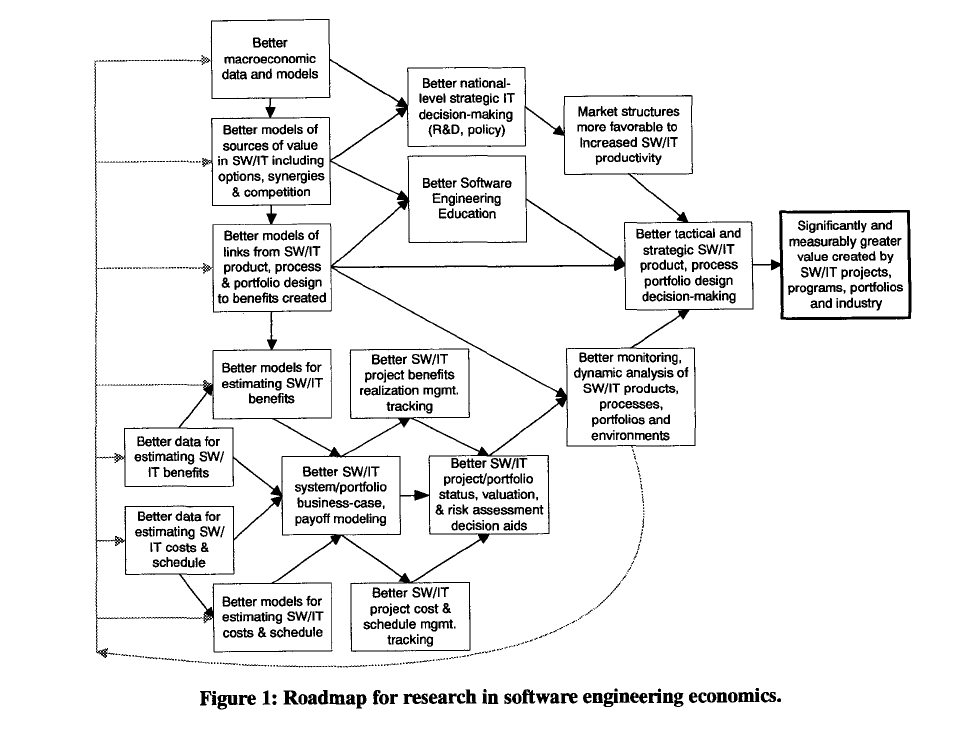 Better
macroeconomic
data and models
Better national-
level strategic IT
decision-making
(R&D, policy)
Market structures
more favorable to
Increased SW/IT
productivity
Better models of
sources of value
in SW/IT including
options, synergies
& competition
Better Software
Engineering
Education
Better models of
links from SW/IT
product, process
& portfolio design
to benefits created
Better tactical and
strategic SW/IT
product, process
portfolio design
decision-making
Significantly and
measurably greater
value created by
SW/IT projects,
programs, portfolios
and industry
Better models for
estimating SW/IT
benefits
Better SW/IT
project benefits
realization mgmt.
tracking
Better monitoring,
dynamic analysis of
SW/IT products,
processes,
portfolios and
environments
Better data for
estimating SW/
IT benefits
Better SW/IT
system/portfolio
business-case,
payoff modeling
Better SW/IT
project/portfolio
status, valuation,
& risk assessment
decision aids
Better data for
estimating SW/
IT costs &
schedule
Better models for
estimating SW/IT
costs & schedule
Better SW/IT
project cost &
schedule mgmt.
tracking
Figure 1: Roadmap for research in software engineering economics.